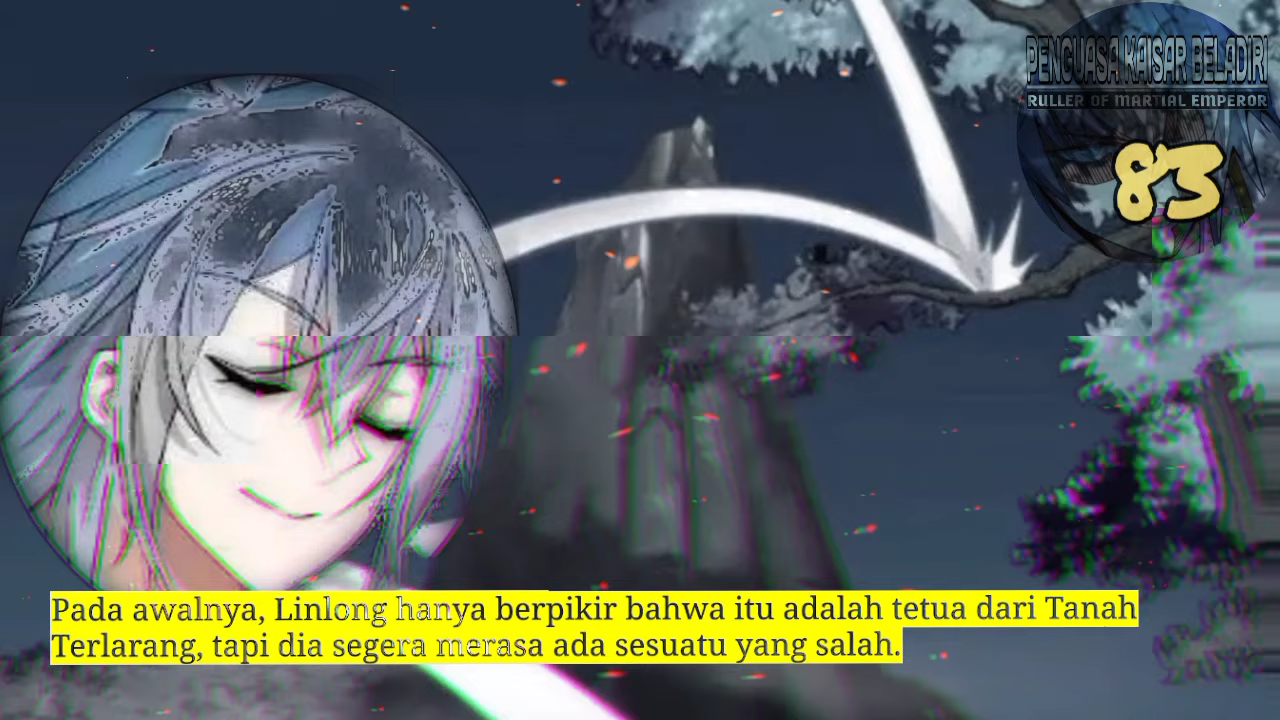 PENGUASA KAISAR BELADIRI
RULLER OF MARTIAL EMPEROR
83
Pada awalnya, Linlong hanya berpikir bahwa itu adalah tetua dari Tanah
Terlarang, tapi dia segera merasa ada sesuatu yang salah.